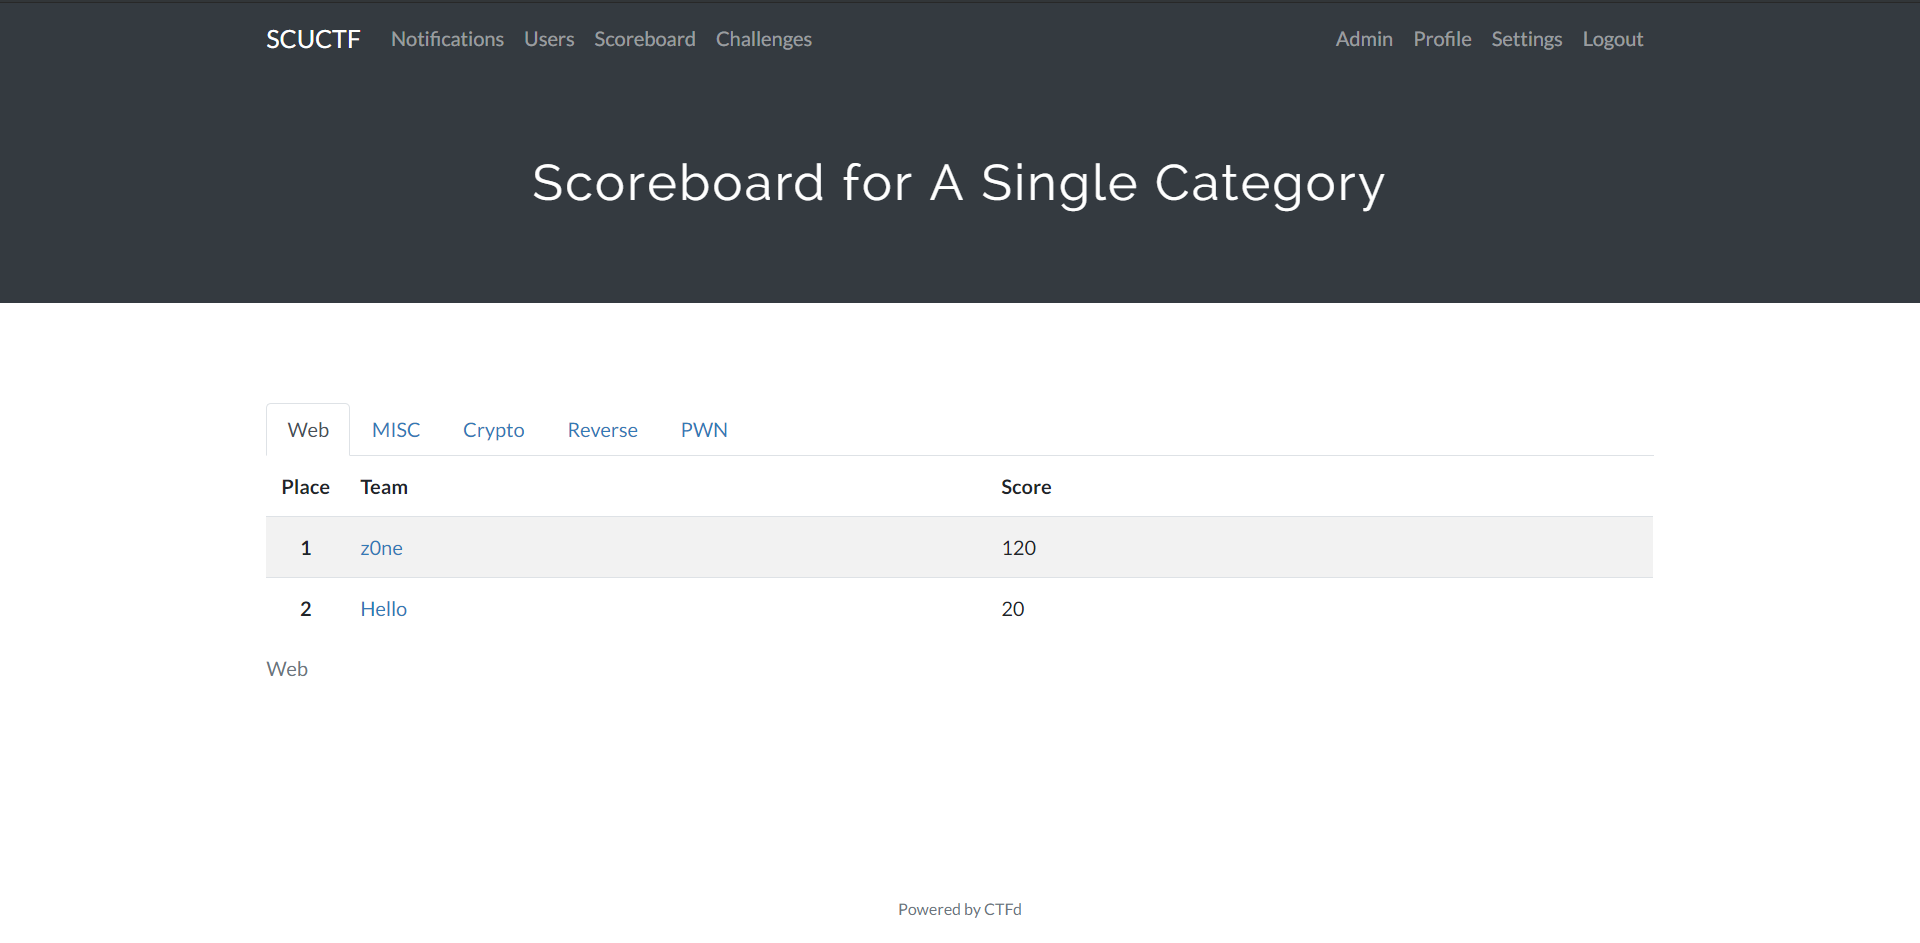 SCUCTF Notifications Users Scoreboard Challenges Admin Profile Settings Logout
Scoreboard for A Single Category
Web MISC Crypto Reverse PWN
Place Team Score
1 z0ne 120
2 Hello 20
Web
Powered by CTFd